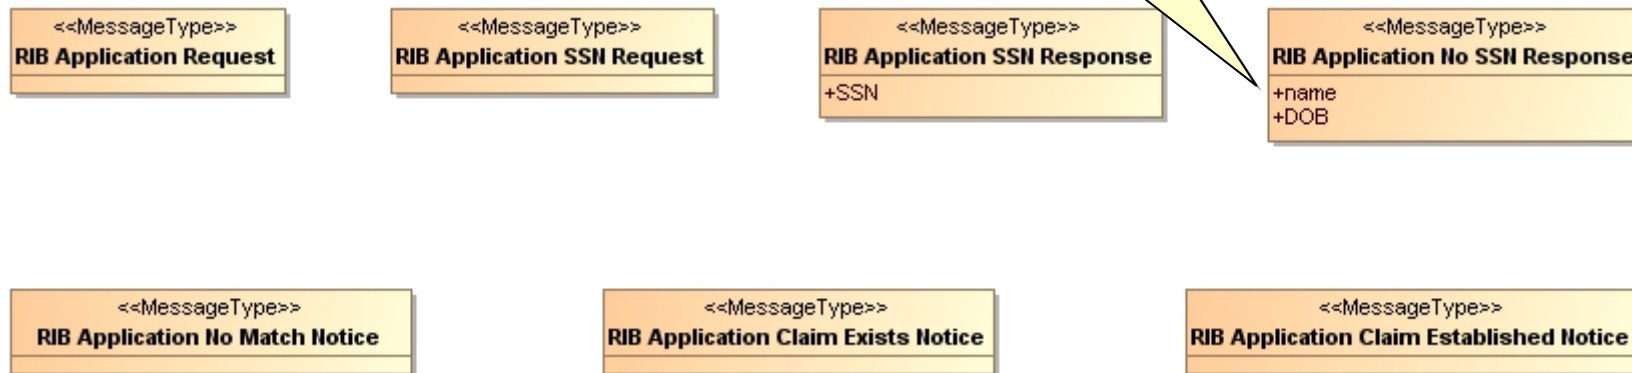 <<MessageType>>
RIB Application Request
<<MessageType>>
RIB Application SSN Request
<<MessageType>>
RIB Application SSN Response
+SSN
<<MessageType>>
RIB Application No SSN Response
+name
+DOB
<<MessageType>>
RIB Application No Match Notice
<<MessageType>>
RIB Application Claim Exists Notice
<<MessageType>>
RIB Application Claim Established Notice